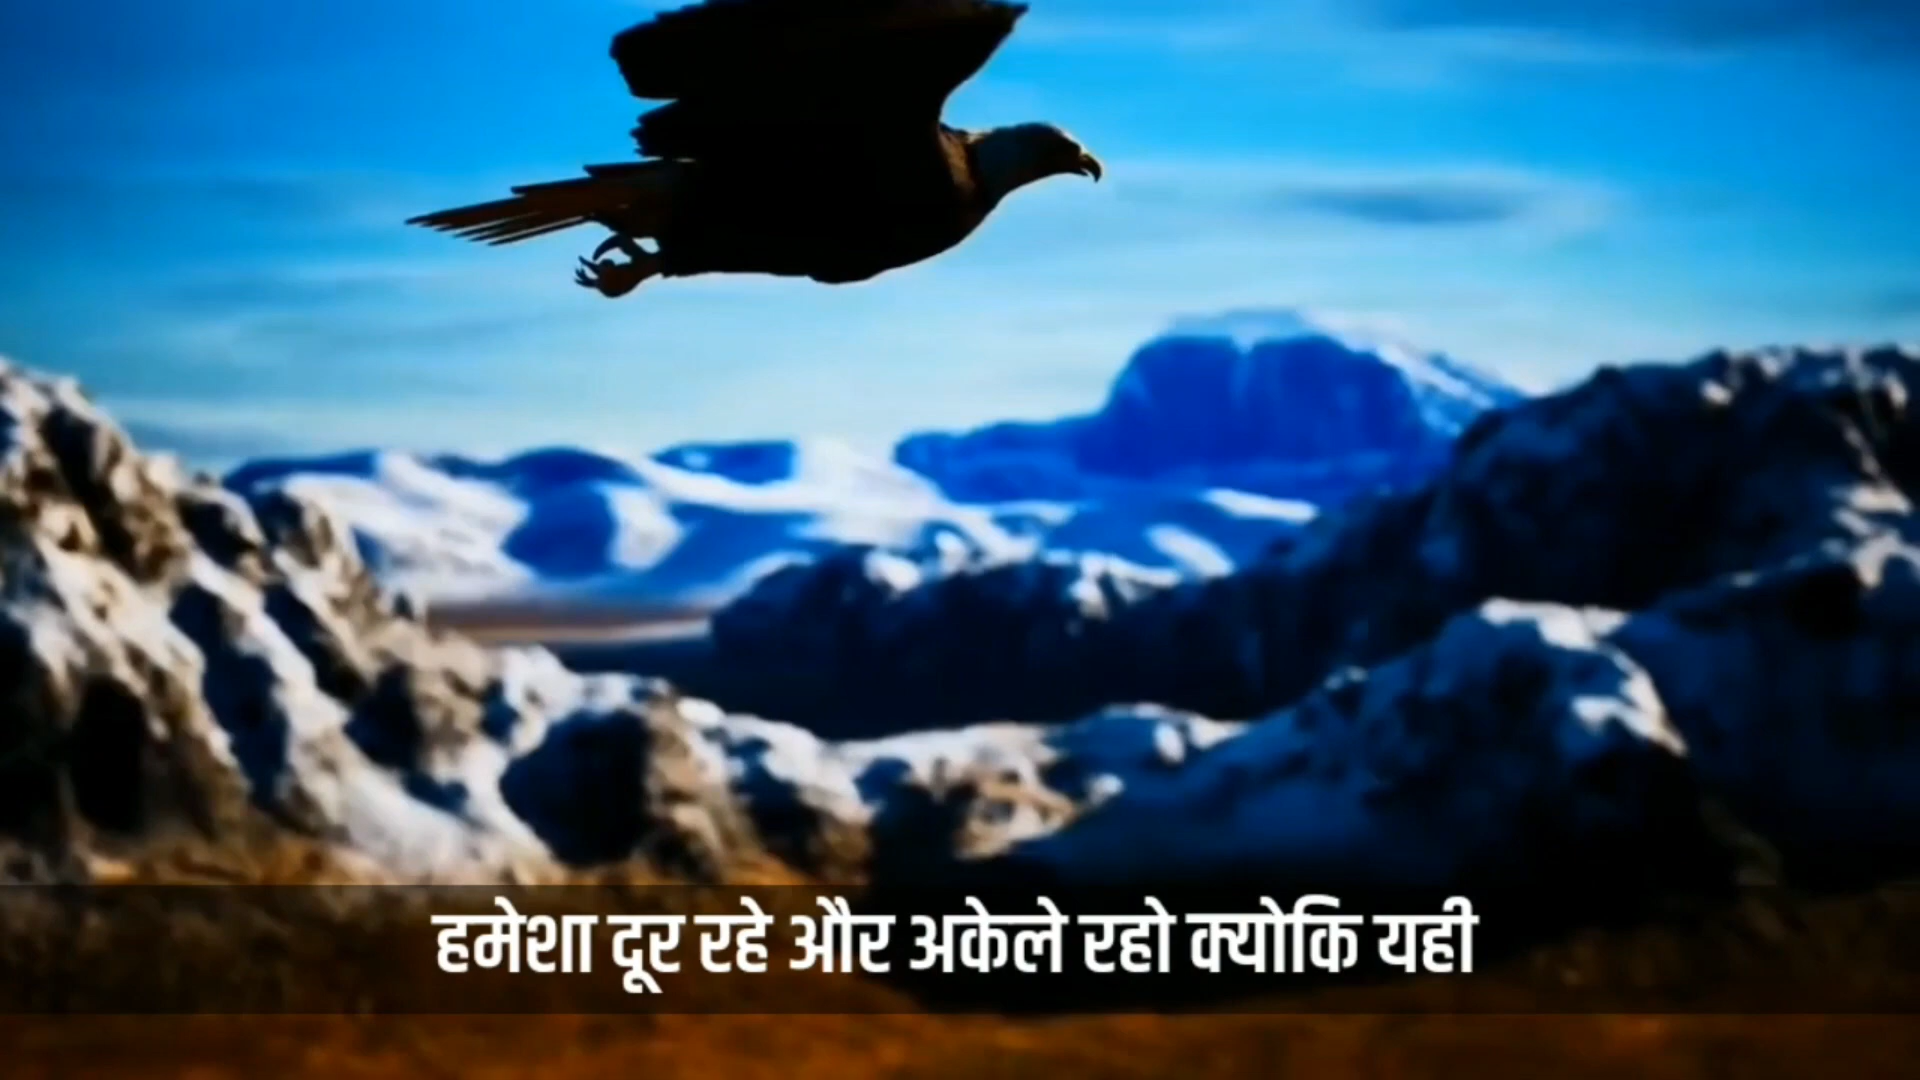 हमेशा दूर रहे और अकेले रहो क्योकि यही